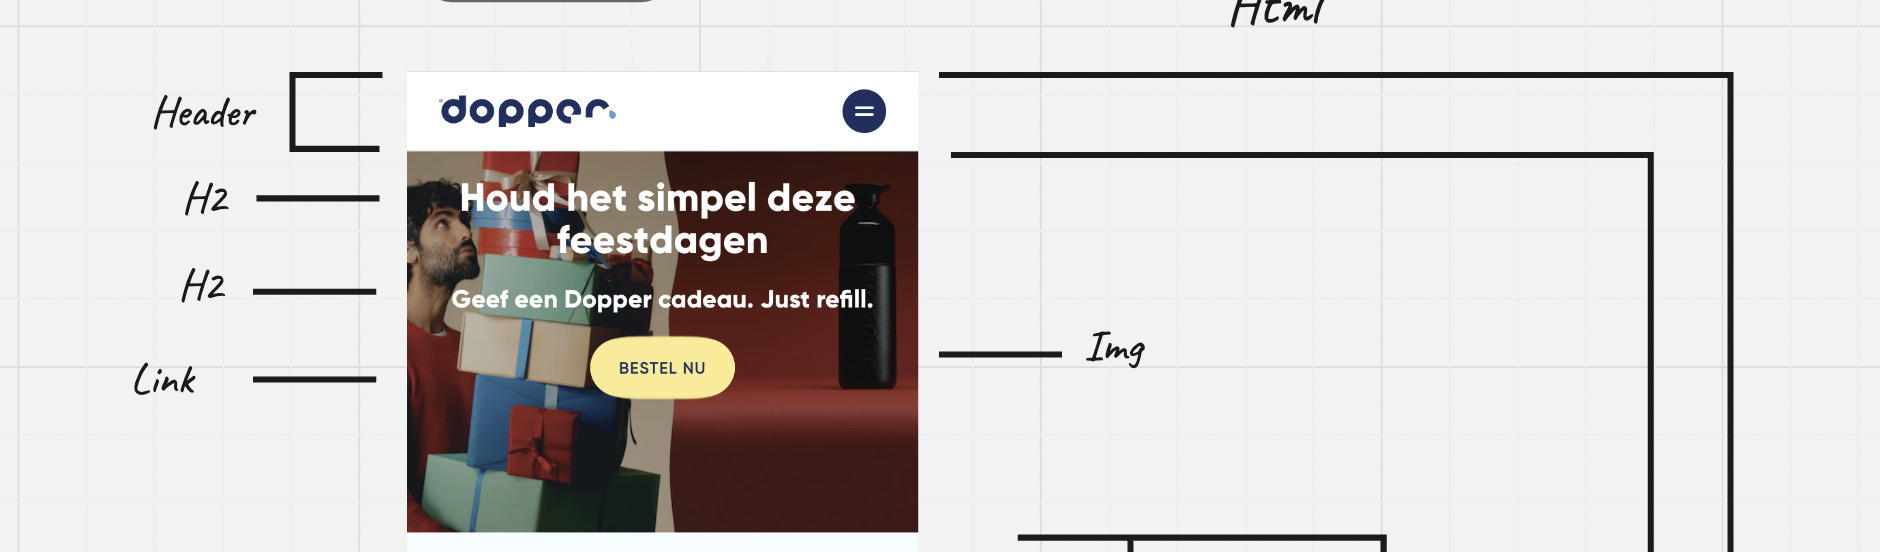 Html
Header
dopper
H2
Houd het simpel deze
feestdagen
H2
Geef een Dopper cadeau. Just refill.
Img
Link
BESTEL NU